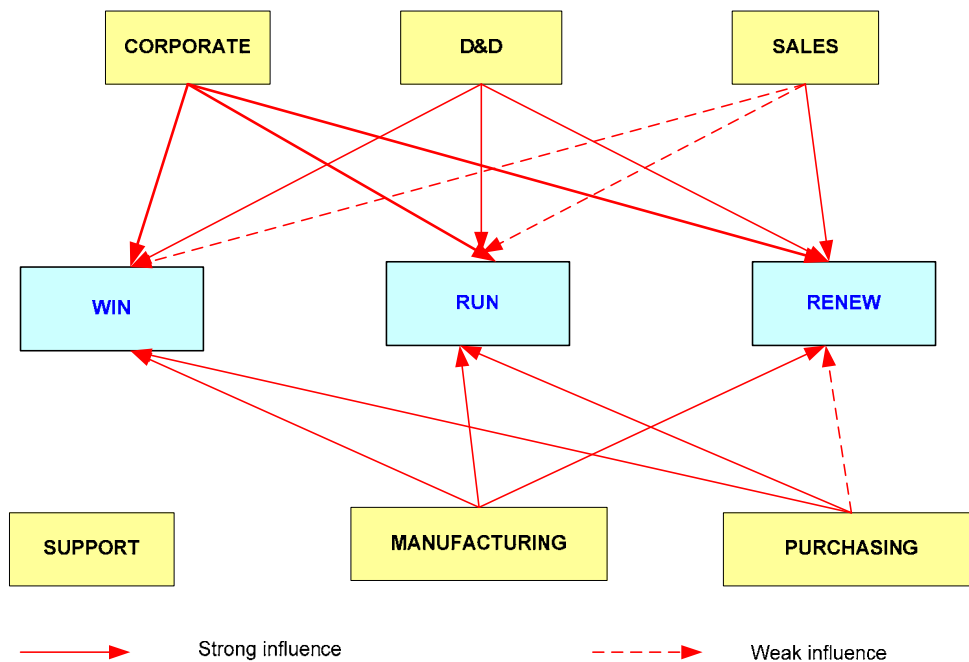 CORPORATE
D&D
SALES
WIN
RUN
RENEW
SUPPORT
MANUFACTURING
PURCHASING
Strong influence
Weak influence